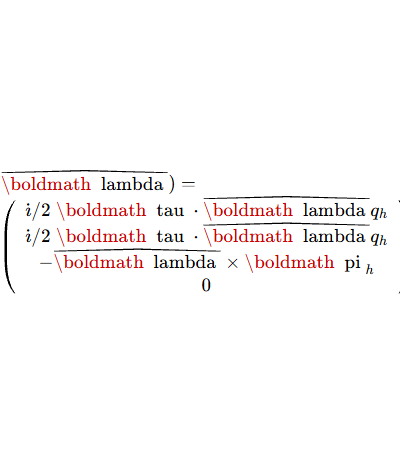 \boldmath lambda ) =
i/2 \boldmath tau · \boldmath lambda q_h
i/2 \boldmath tau · \boldmath lambda q_h
−\boldmath lambda × \boldmath pi _h
0